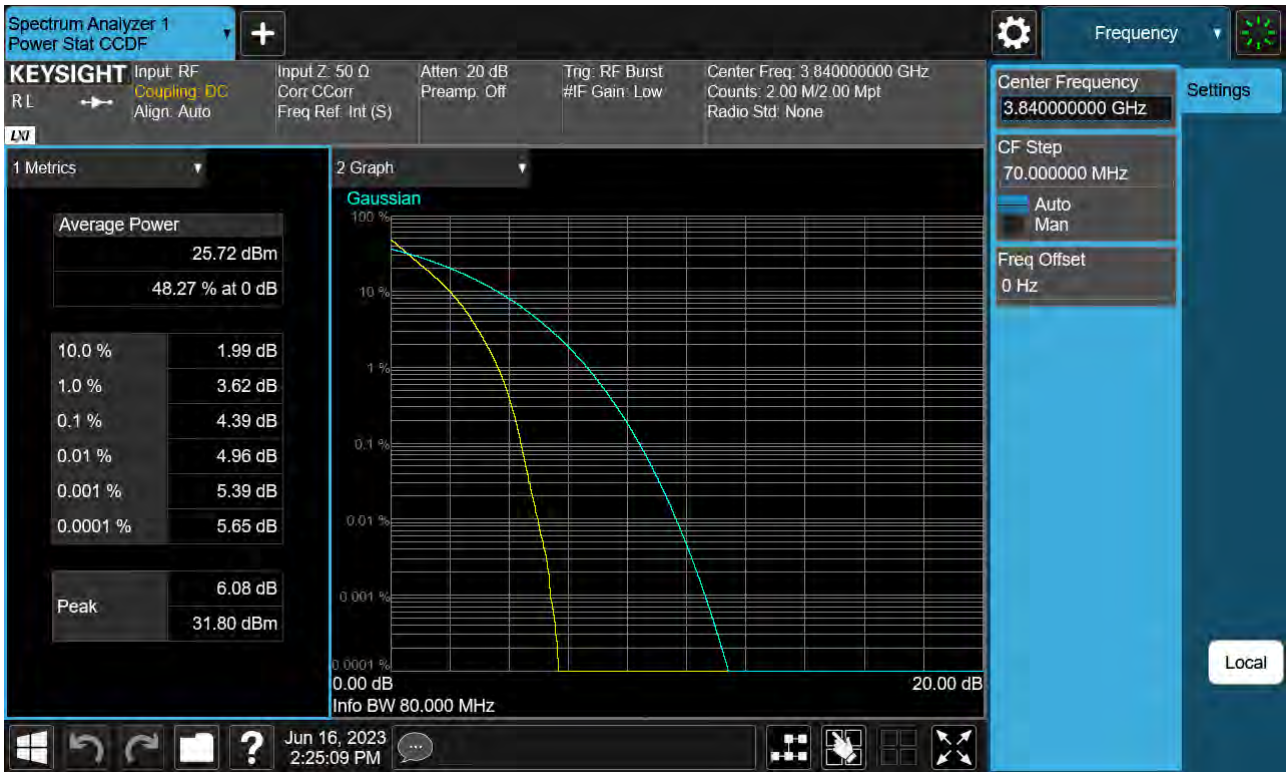 Spectrum Analyzer 1
Power Stat CCDF
Frequency
KEYSIGHT
RL
LXI
Input: RF
Coupling: DC
Align: Auto
Input Z: 50 Ω
Corr CCorr
Freq Ref: Int (S)
Atten: 20 dB
Preamp: Off
Trig: RF Burst
#IF Gain: Low
Center Freq: 3.840000000 GHz
Counts: 2.00 M/2.00 Mpt
Radio Std: None
Center Frequency
3.840000000 GHz
Settings
CF Step
70.000000 MHz
Auto
Man
Freq Offset
0 Hz
1 Metrics
Average Power
25.72 dBm
48.27 % at 0 dB
10.0 % 1.99 dB
1.0 % 3.62 dB
0.1 % 4.39 dB
0.01 % 4.96 dB
0.001 % 5.39 dB
0.0001 % 5.65 dB
Peak 6.08 dB
31.80 dBm
2 Graph
Gaussian
100 %
10 %
1 %
0.1 %
0.01 %
0.001 %
0.0001 %
0.00 dB 20.00 dB
Info BW 80.000 MHz
Local
?
Jun 16, 2023
2:25:09 PM